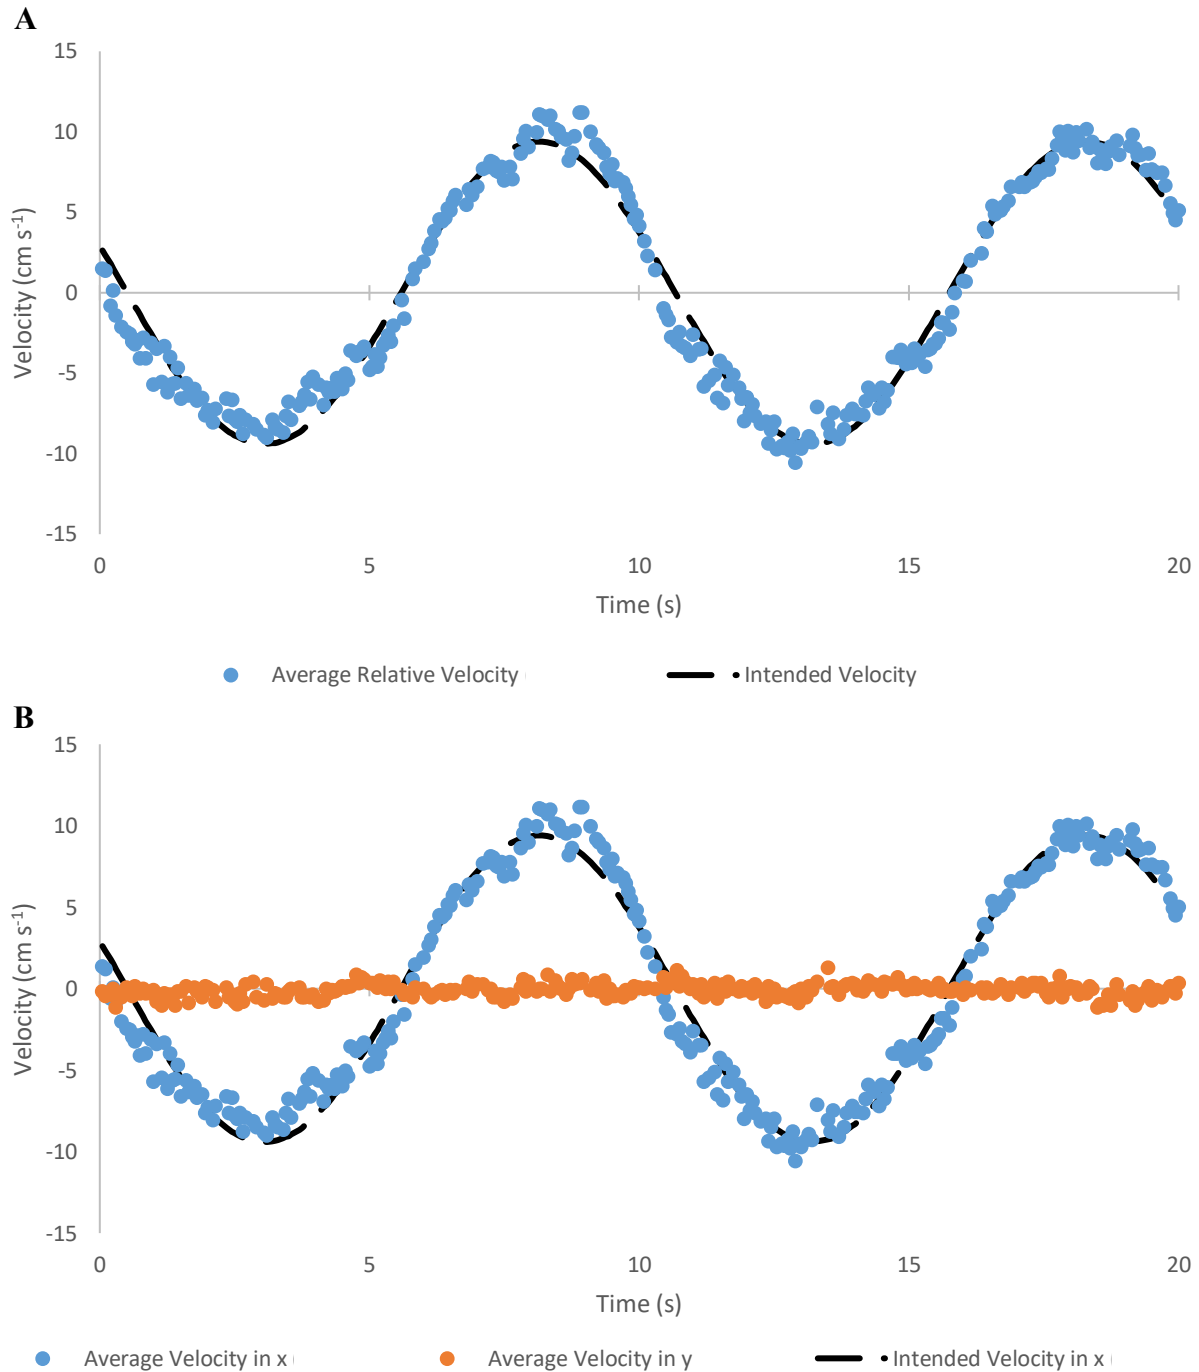 A
15
10
5
0
-5
-10
-15
Velocity (cm s-1)
0 5 10 15 20
Time (s)
Average Relative Velocity Intended Velocity
B
15
10
5
0
-5
-10
-15
Velocity (cm s-1)
0 5 10 15 20
Time (s)
Average Velocity in x Average Velocity in y Intended Velocity in x